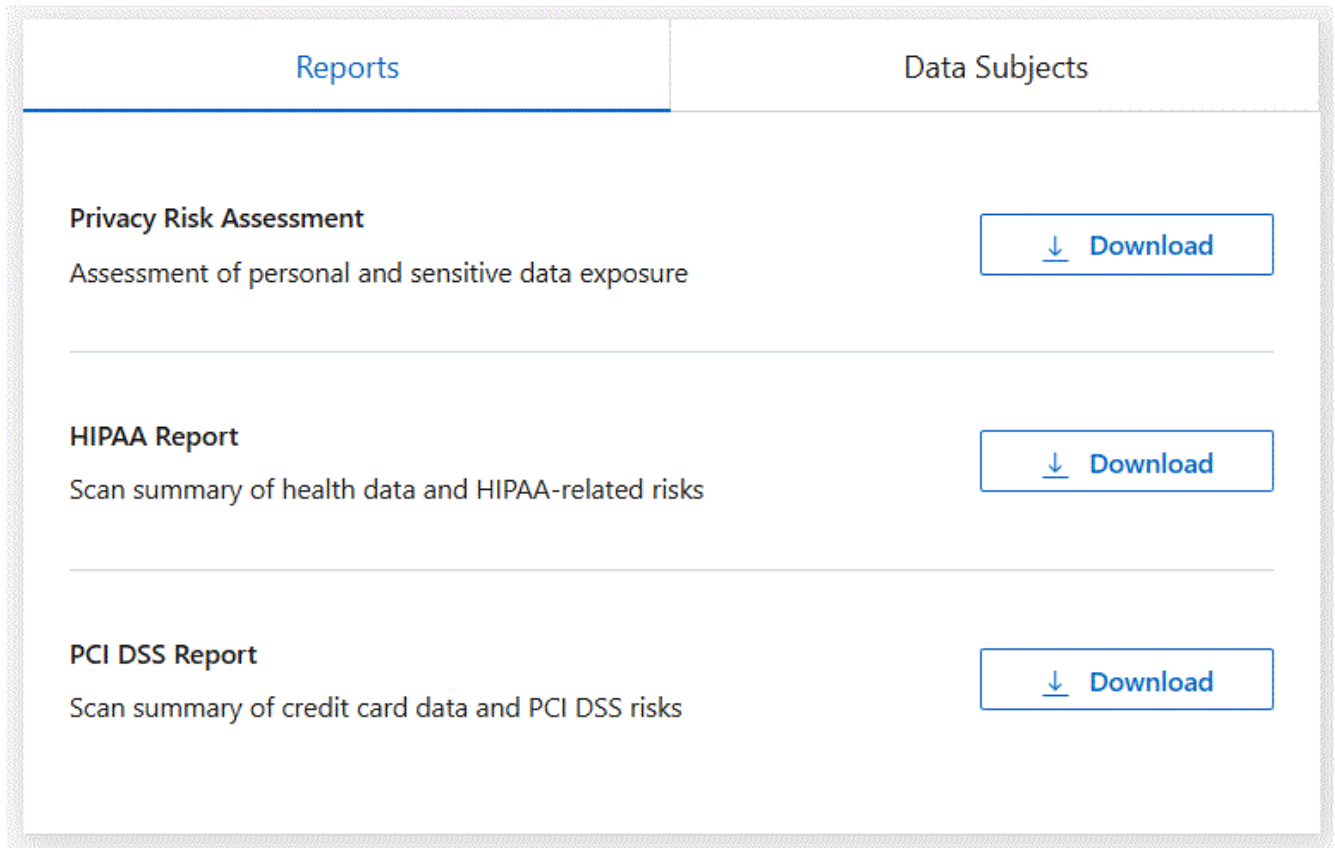 Reports
Data Subjects
Privacy Risk Assessment
Assessment of personal and sensitive data exposure
Download
HIPAA Report
Scan summary of health data and HIPAA-related risks
Download
PCI DSS Report
Scan summary of credit card data and PCI DSS risks
Download